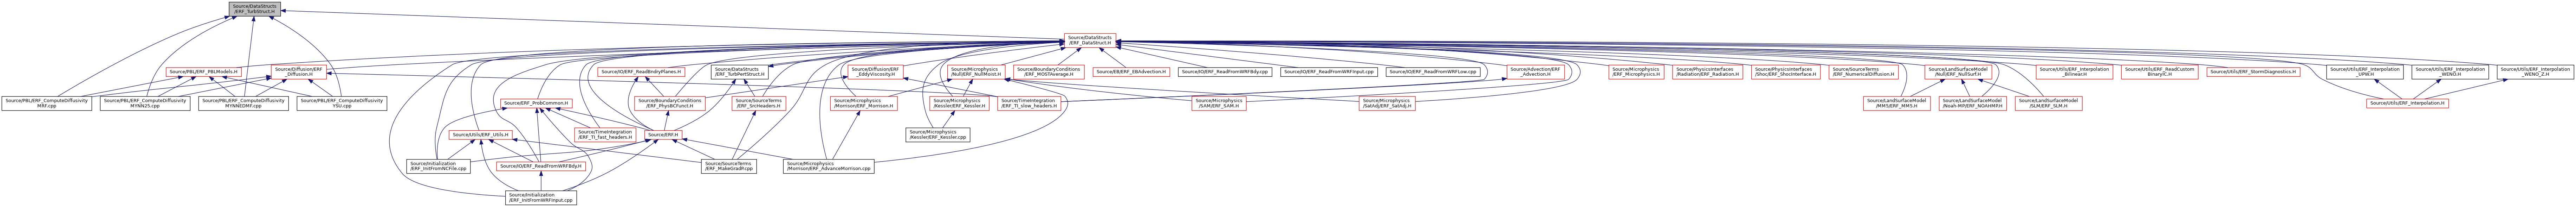 Source/DataStructs
/ERF_TurbStruct.H
Source/DataStructs
/ERF_DataStruct.H
Source/PBL/ERF_PBLModels.H
Source/Diffusion/ERF
_Diffusion.H
Source/IO/ERF_ReadBndryPlanes.H
Source/DataStructs
/ERF_TurbPertStruct.H
Source/Diffusion/ERF
_EddyViscosity.H
Source/Microphysics
/Null/ERF_NullMoist.H
Source/BoundaryConditions
/ERF_MOSTAverage.H
Source/EB/ERF_EBAdvection.H
Source/IO/ERF_ReadFromWRFBdy.cpp
Source/IO/ERF_ReadFromWRFInput.cpp
Source/IO/ERF_ReadFromWRFLow.cpp
Source/Advection/ERF
_Advection.H
Source/Microphysics
/ERF_Microphysics.H
Source/PhysicsInterfaces
/Radiation/ERF_Radiation.H
Source/PhysicsInterfaces
/Shoc/ERF_ShocInterface.H
Source/SourceTerms
/ERF_NumericalDiffusion.H
Source/LandSurfaceModel
/Null/ERF_NullSurf.H
Source/Utils/ERF_Interpolation
_Bilinear.H
Source/Utils/ERF_ReadCustom
BinaryIC.H
Source/Utils/ERF_StormDiagnostics.H
Source/Utils/ERF_Interpolation
_UPW.H
Source/Utils/ERF_Interpolation
_WENO.H
Source/Utils/ERF_Interpolation
_WENO_Z.H
Source/PBL/ERF_ComputeDiffusivity
MRF.cpp
Source/PBL/ERF_ComputeDiffusivity
MYNN25.cpp
Source/PBL/ERF_ComputeDiffusivity
MYNNEDMF.cpp
Source/PBL/ERF_ComputeDiffusivity
YSU.cpp
Source/ERF_ProbCommon.H
Source/BoundaryConditions
/ERF_PhysBCFunct.H
Source/SourceTerms
/ERF_SrcHeaders.H
Source/Microphysics
/Morrison/ERF_Morrison.H
Source/Microphysics
/Kessler/ERF_Kessler.H
Source/TimeIntegration
/ERF_TI_slow_headers.H
Source/Microphysics
/SAM/ERF_SAM.H
Source/Microphysics
/SatAdj/ERF_SatAdj.H
Source/LandSurfaceModel
/MM5/ERF_MM5.H
Source/LandSurfaceModel
/Noah-MP/ERF_NOAHMP.H
Source/LandSurfaceModel
/SLM/ERF_SLM.H
Source/Utils/ERF_Interpolation.H
Source/Utils/ERF_Utils.H
Source/TimeIntegration
/ERF_TI_fast_headers.H
Source/ERF.H
Source/Microphysics
/Kessler/ERF_Kessler.cpp
Source/Initialization
/ERF_InitFromNCFile.cpp
Source/IO/ERF_ReadFromWRFBdy.H
Source/SourceTerms
/ERF_MakeGradP.cpp
Source/Microphysics
/Morrison/ERF_AdvanceMorrison.cpp
Source/Initialization
/ERF_InitFromWRFInput.cpp